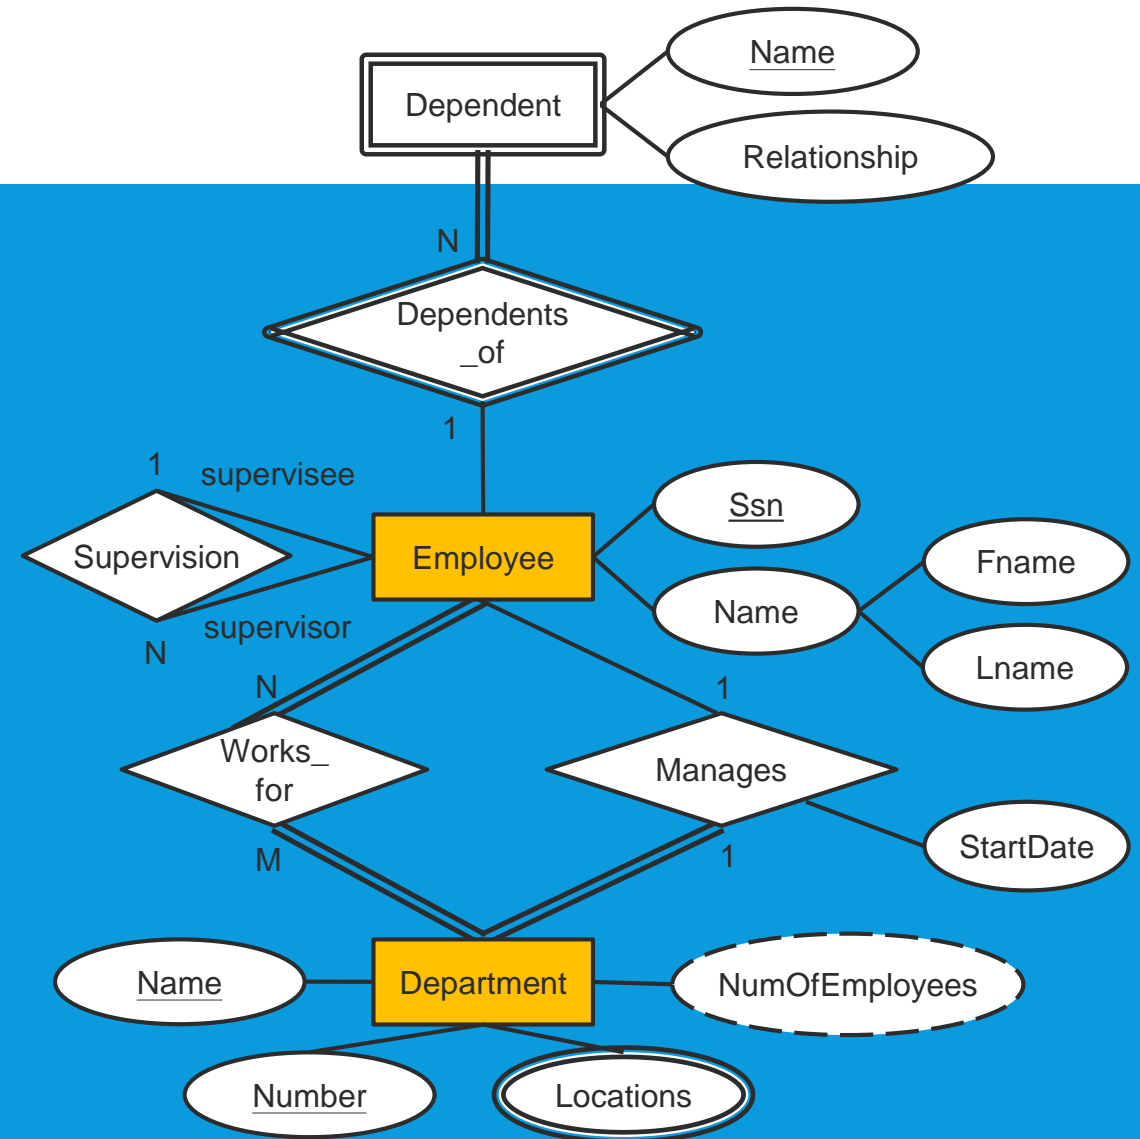 Name
Dependent
Relationship
N
Dependents
_of
1
1
supervisee
Ssn
Supervision
Employee
Fname
Name
supervisor
N
Lname
N
1
Works_
for
Manages
M
1
StartDate
Name
Department
NumOfEmployees
Number
Locations